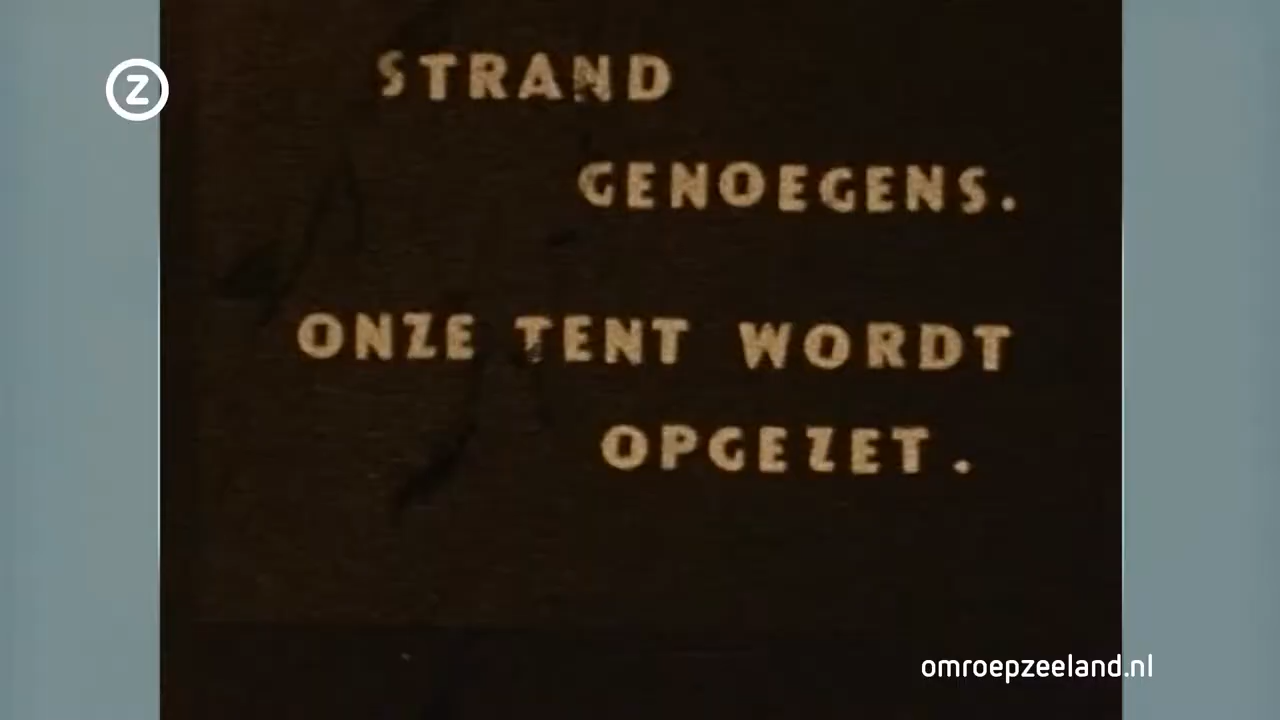 Z
STRAND
GENOEGENS.
ONZE TENT WORDT
OPGEZET.
omroepzeeland.nl